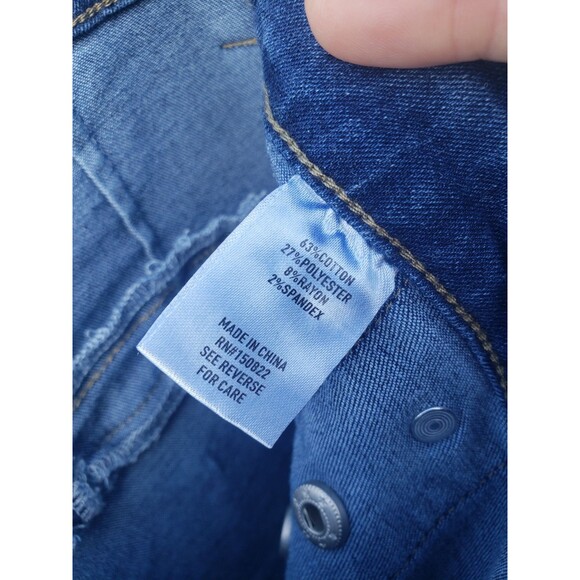 63%COTTON
27%POLYESTER
8%RAYON
2%SPANDEX
MADE IN CHINA
RN#150822
SEE REVERSE
FOR CARE